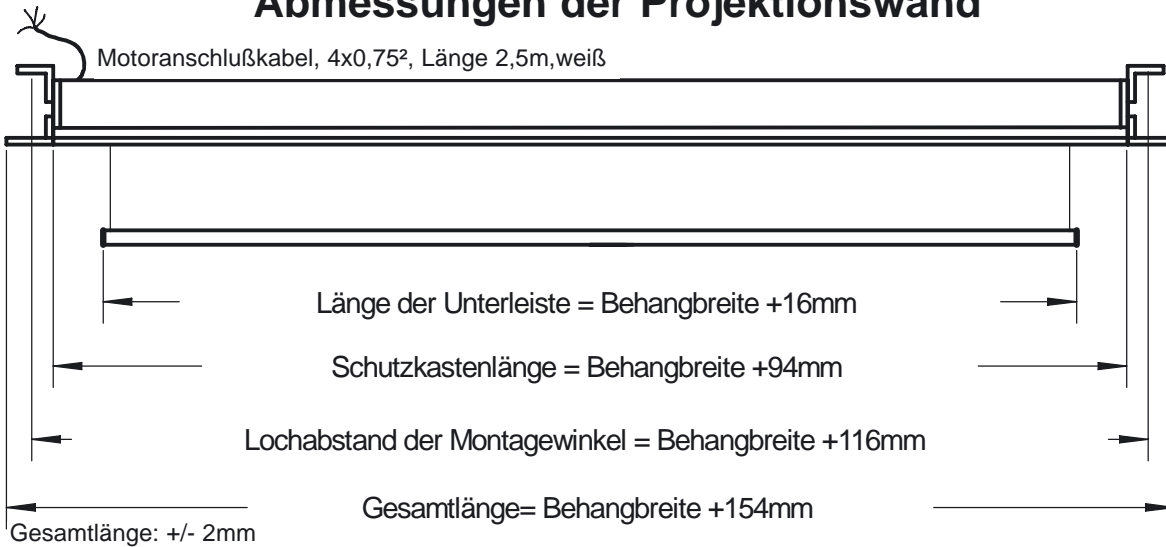 Abmessungen der Projektionswand
Motoranschlußkabel, 4x0,75², Länge 2,5m,weiß
Länge der Unterleiste = Behangbreite +16mm
Schutzkastenlänge = Behangbreite +94mm
Lochabstand der Montagewinkel = Behangbreite +116mm
Gesamtlänge= Behangbreite +154mm
Gesamtlänge: +/- 2mm